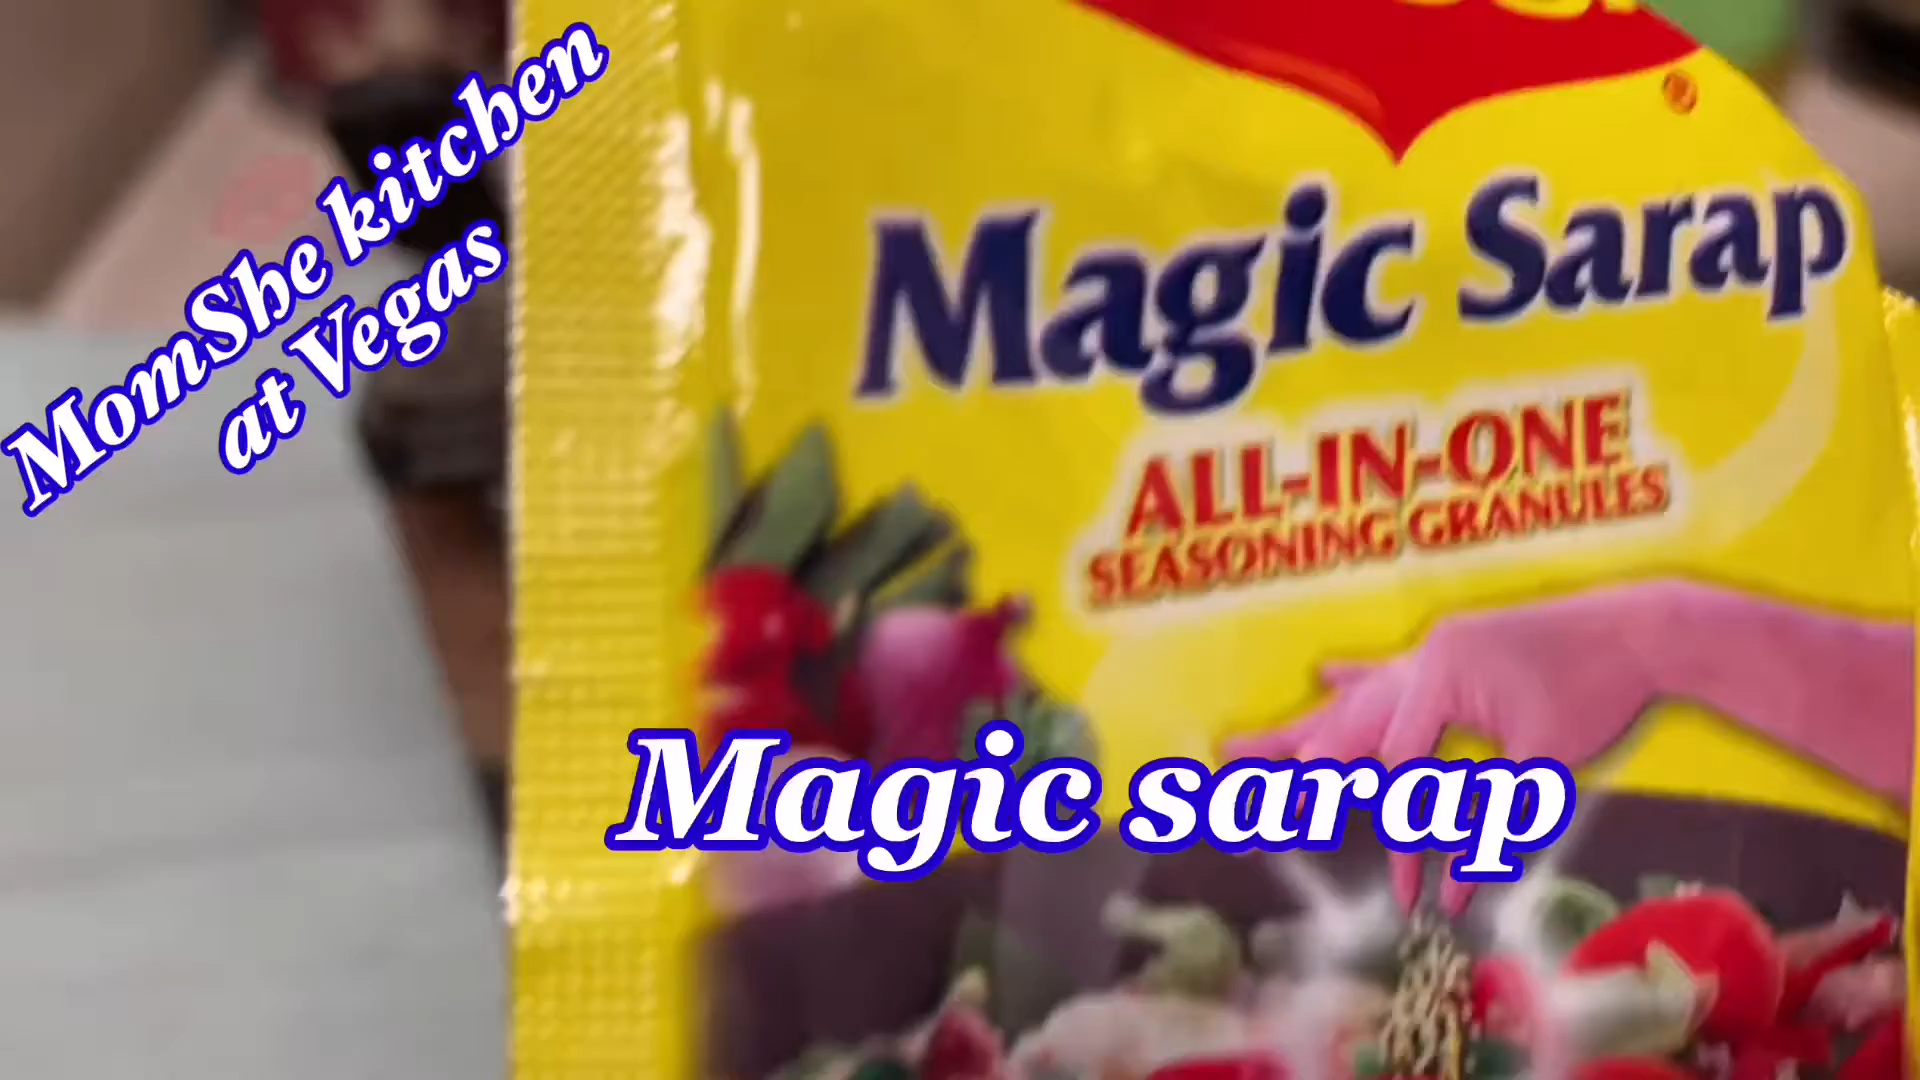 MomShe kitchen
at Vegas
Magic Sarap
ALL-IN-ONE
SEASONING GRANULES
Magic sarap